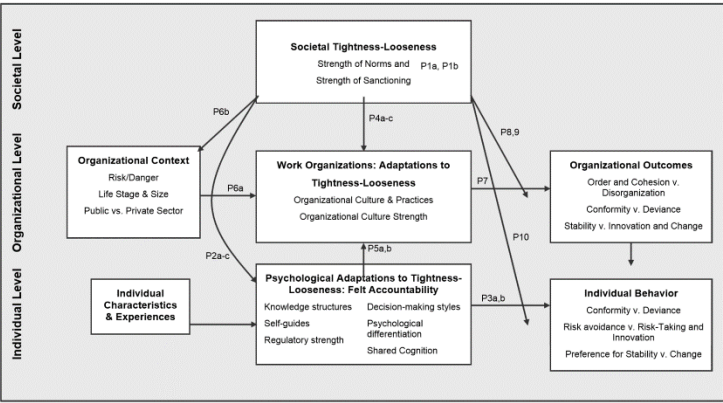 Societal Level
Societal Tightness-Looseness
Strength of Norms and
Strength of Sanctioning
P1a, P1b
P6b
P4a-c
P8,9
Organizational Level
Organizational Context
Risk/Danger
Life Stage & Size
Public vs. Private Sector
P6a
Work Organizations: Adaptations to
Tightness-Looseness
Organizational Culture & Practices
Organizational Culture Strength
P7
Organizational Outcomes
Order and Cohesion v.
Disorganization
Conformity v. Deviance
Stability v. Innovation and Change
P10
P2a-c
P5a,b
Individual Level
Individual
Characteristics
& Experiences
Psychological Adaptations to Tightness-
Looseness: Felt Accountability
Knowledge structures
Self-guides
Regulatory strength
Decision-making styles
Psychological
differentiation
Shared Cognition
P3a,b
Individual Behavior
Conformity v. Deviance
Risk avoidance v. Risk-Taking and
Innovation
Preference for Stability v. Change